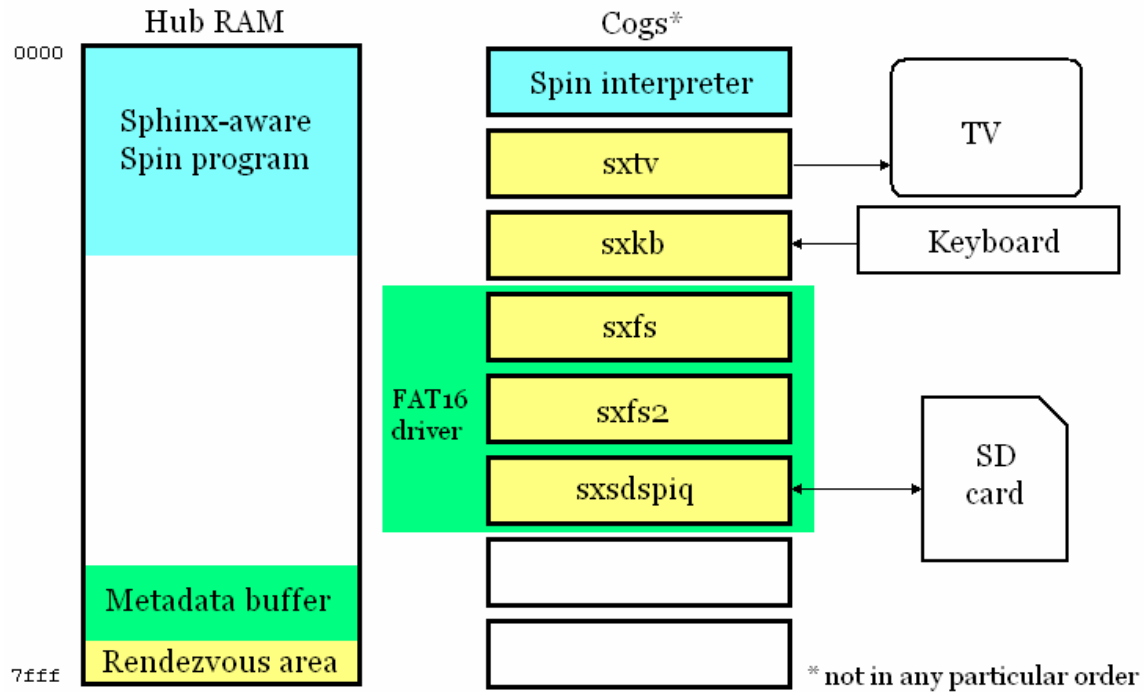 Hub RAM
0000
Sphinx-aware
Spin program
Metadata buffer
Rendezvous area
7fff
Cogs*
Spin interpreter
sxtv
sxkb
sxfs
sxfs2
sxsdspiq
FAT16
driver
TV
Keyboard
SD
card
* not in any particular order